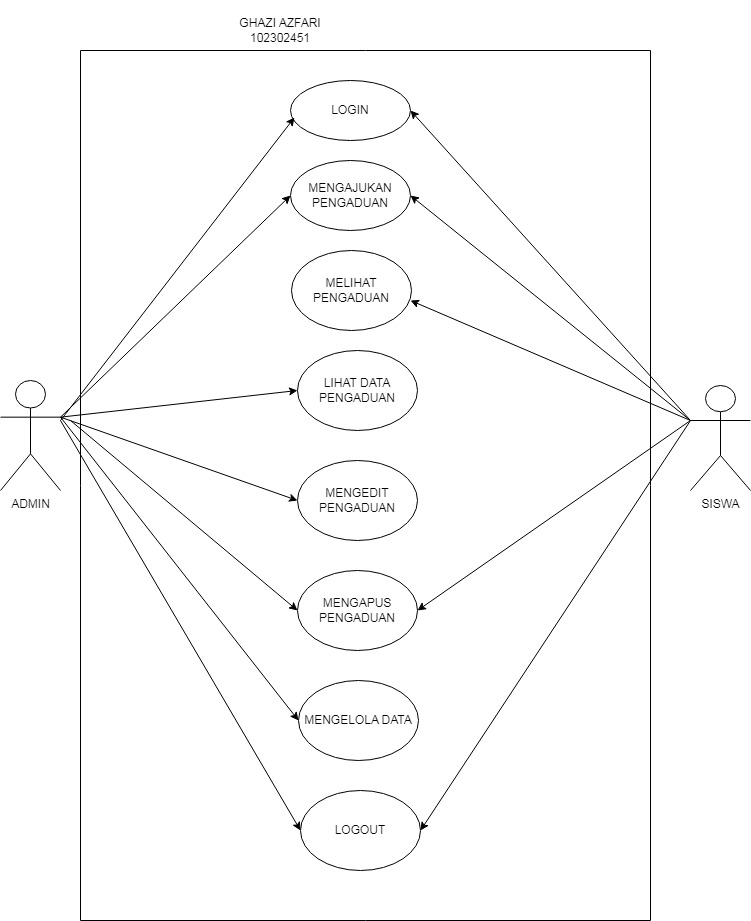 GHAZI AZFARI
102302451
LOGIN
MENGAJUKAN
PENGADUAN
MELIHAT
PENGADUAN
LIHAT DATA
PENGADUAN
MENGEDIT
PENGADUAN
MENGAPUS
PENGADUAN
MENGELOLA DATA
LOGOUT
ADMIN
SISWA